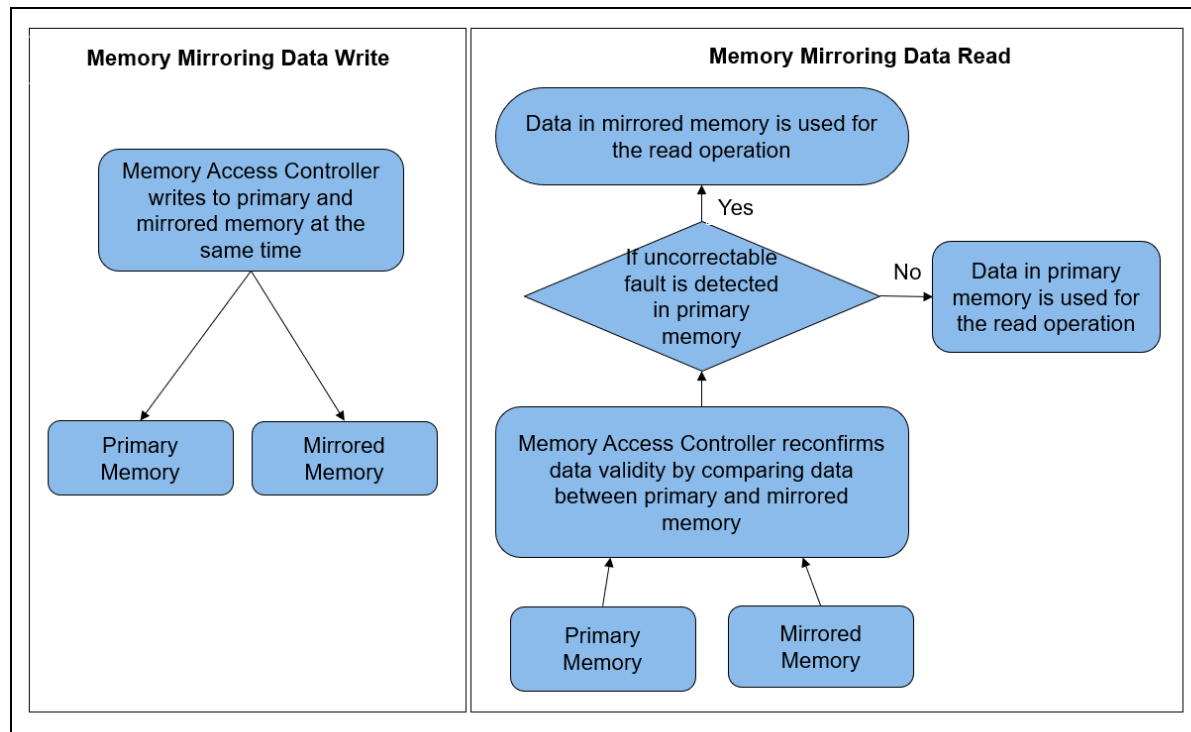 Memory Mirroring Data Write
Memory Access Controller
writes to primary and
mirrored memory at the
same time
Primary
Memory
Mirrored
Memory
Memory Mirroring Data Read
Data in mirrored memory is used for
the read operation
Yes
If uncorrectable
fault is detected
in primary
memory
No
Data in primary
memory is used for
the read operation
Memory Access Controller reconfirms
data validity by comparing data
between primary and mirrored
memory
Primary
Memory
Mirrored
Memory